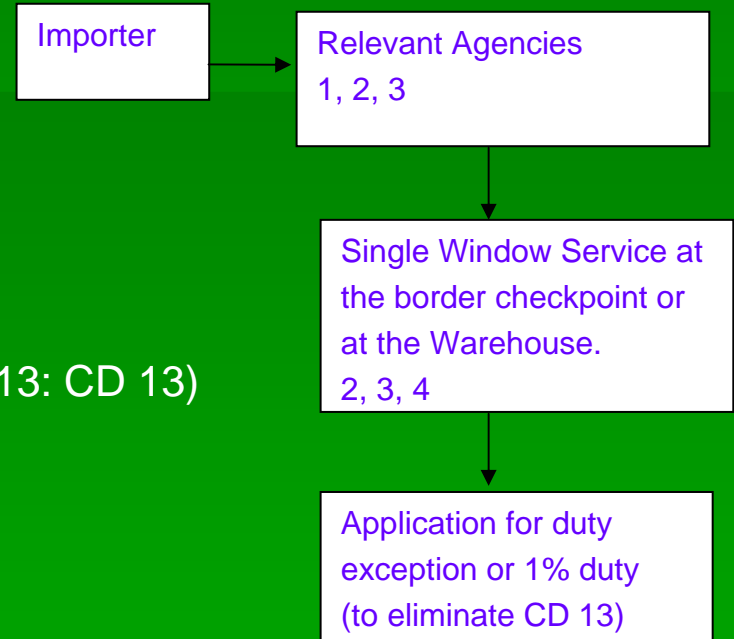 Importer
Relevant Agencies
1, 2, 3
Single Window Service at
the border checkpoint or
at the Warehouse.
2, 3, 4
13: CD 13)
Application for duty
exception or 1% duty
(to eliminate CD 13)